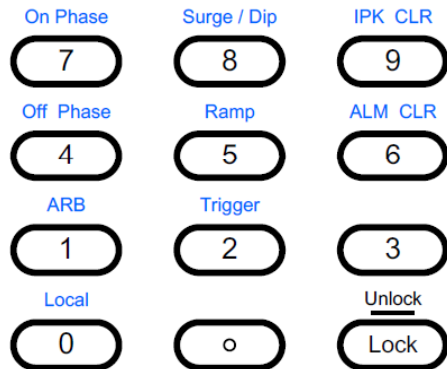 On Phase Surge / Dip IPK CLR
7 8 9
Off Phase Ramp ALM CLR
4 5 6
ARB Trigger
1 2 3
Local Unlock
0 Lock